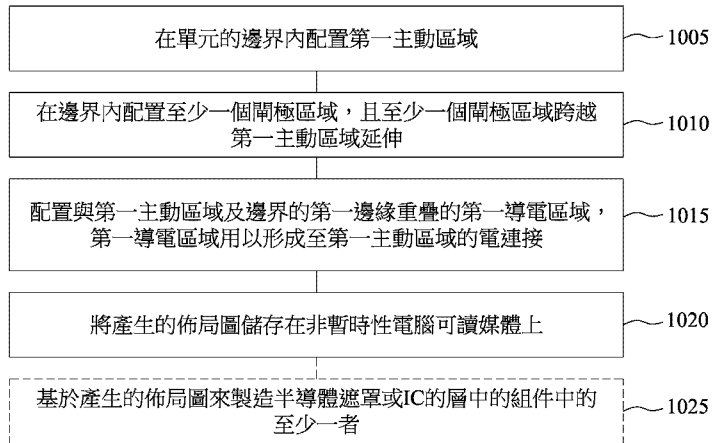 在單元的邊界內配置第一主動區域
1005
在邊界內配置至少一個閘極區域，且至少一個閘極區域跨越
第一主動區域延伸
1010
配置與第一主動區域及邊界的第一邊緣重疊的第一導電區域，
第一導電區域用以形成至第一主動區域的電連接
1015
將產生的佈局圖儲存在非暫時性電腦可讀媒體上
1020
基於產生的佈局圖來製造半導體遮罩或IC的層中的組件中的
至少一者
1025